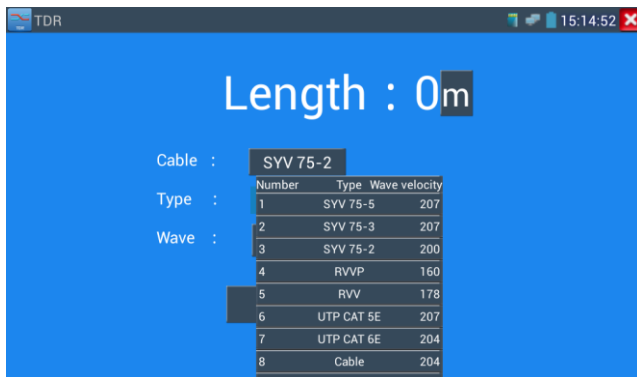 TDR 15:14:52
Length : 0m
Cable : SYV 75-2
Number Type Wave velocity
Type :
1 SYV 75-5 207
2 SYV 75-3 207
Wave :
3 SYV 75-2 200
4 RVVP 160
5 RVV 178
6 UTP CAT 5E 207
7 UTP CAT 6E 204
8 Cable 204